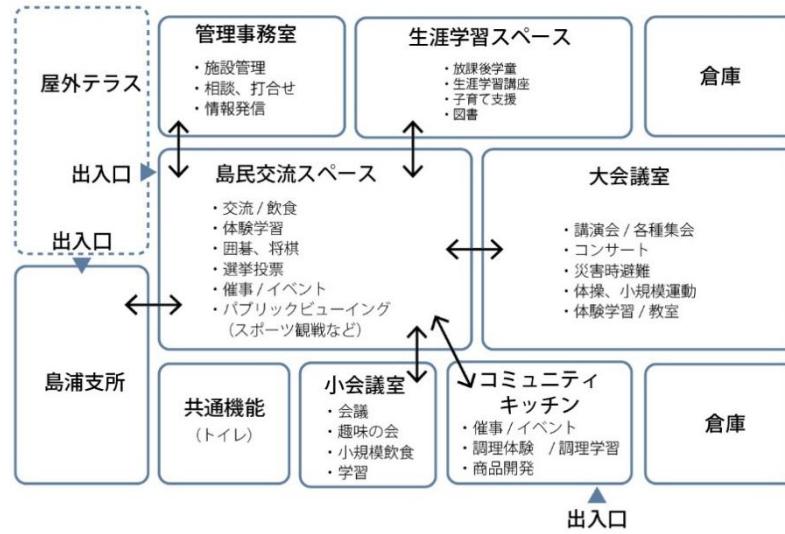 屋外テラス
管理事務室
・施設管理
・相談、打合せ
・情報発信
生涯学習スペース
・放課後学童
・生涯学習講座
・子育て支援
・図書
倉庫
出入口
出入口
島民交流スペース
・交流 / 飲食
・体験学習
・囲碁、将棋
・選挙投票
・催事 / イベント
・パブリックビューイング
（スポーツ観戦など）
大会議室
・講演会 / 各種集会
・コンサート
・災害時避難
・体操、小規模運動
・体験学習 / 教室
島浦支所
共通機能
（トイレ）
小会議室
・会議
・趣味の会
・小規模飲食
・学習
コミュニティ
キッチン
・催事 / イベント
・調理体験　/ 調理学習
・商品開発
倉庫
出入口